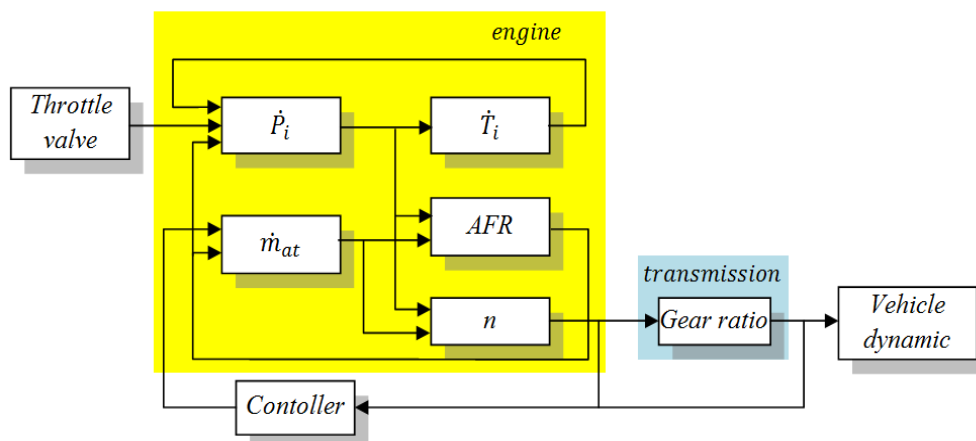 engine
Throttle
valve
Ṗᵢ
Ṫᵢ
ṁₐₜ
AFR
transmission
n
Gear ratio
Vehicle
dynamic
Contoller